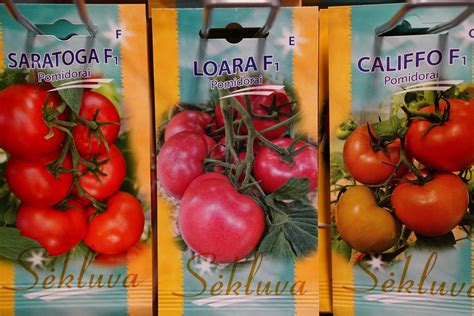 SARATOGA F1
Pomidorai
Sėkluva
E
LOARA F1
Pomidorai
Sėkluva
F
CALIFFO F1
Pomidorai
Sėkluva